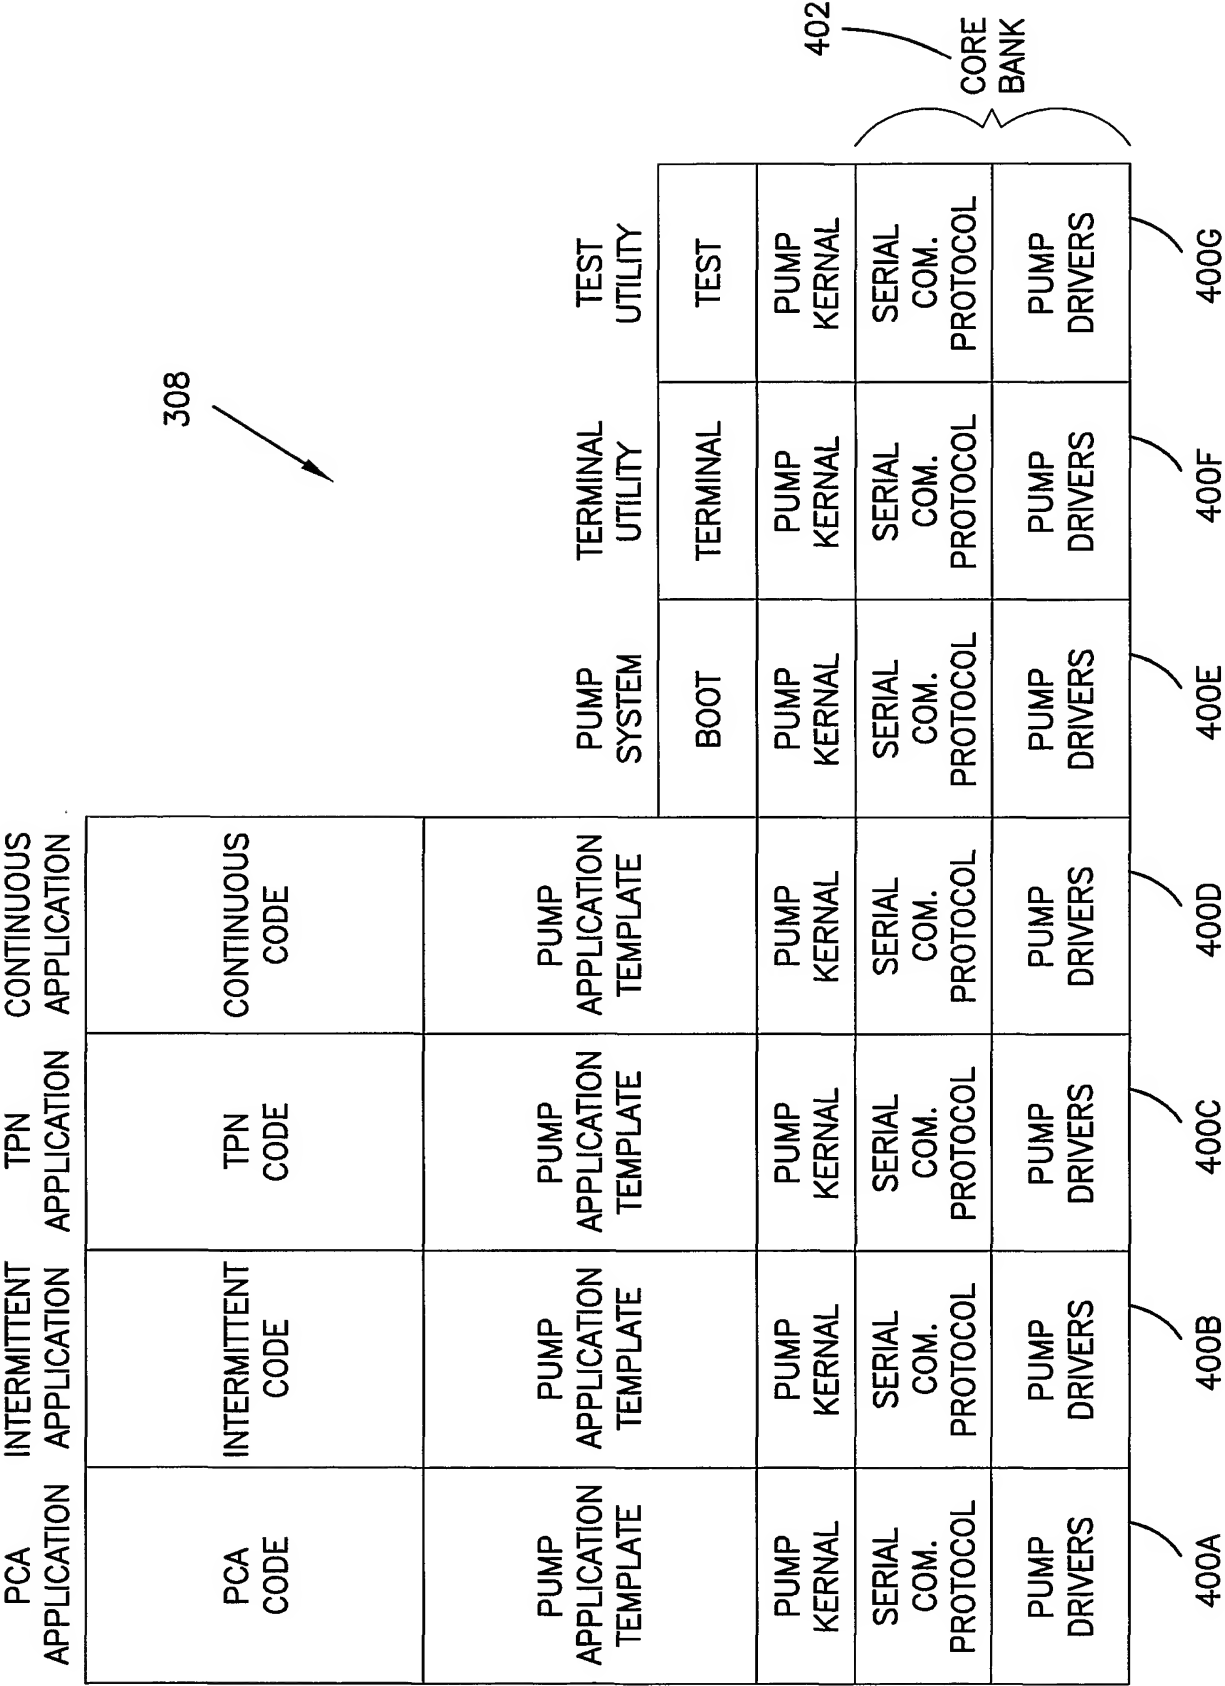 308
PCA
APPLICATION
INTERMITTENT
APPLICATION
TPN
APPLICATION
CONTINUOUS
APPLICATION
PCA
CODE
INTERMITTENT
CODE
TPN
CODE
CONTINUOUS
CODE
PUMP
APPLICATION
TEMPLATE
PUMP
APPLICATION
TEMPLATE
PUMP
APPLICATION
TEMPLATE
PUMP
APPLICATION
TEMPLATE
PUMP
SYSTEM
TERMINAL
UTILITY
TEST
UTILITY
BOOT
TERMINAL
TEST
PUMP
KERNAL
PUMP
KERNAL
PUMP
KERNAL
PUMP
KERNAL
PUMP
KERNAL
PUMP
KERNAL
PUMP
KERNAL
SERIAL
COM.
PROTOCOL
SERIAL
COM.
PROTOCOL
SERIAL
COM.
PROTOCOL
SERIAL
COM.
PROTOCOL
SERIAL
COM.
PROTOCOL
SERIAL
COM.
PROTOCOL
SERIAL
COM.
PROTOCOL
402
CORE
BANK
PUMP
DRIVERS
PUMP
DRIVERS
PUMP
DRIVERS
PUMP
DRIVERS
PUMP
DRIVERS
PUMP
DRIVERS
PUMP
DRIVERS
400A
400B
400C
400D
400E
400F
400G